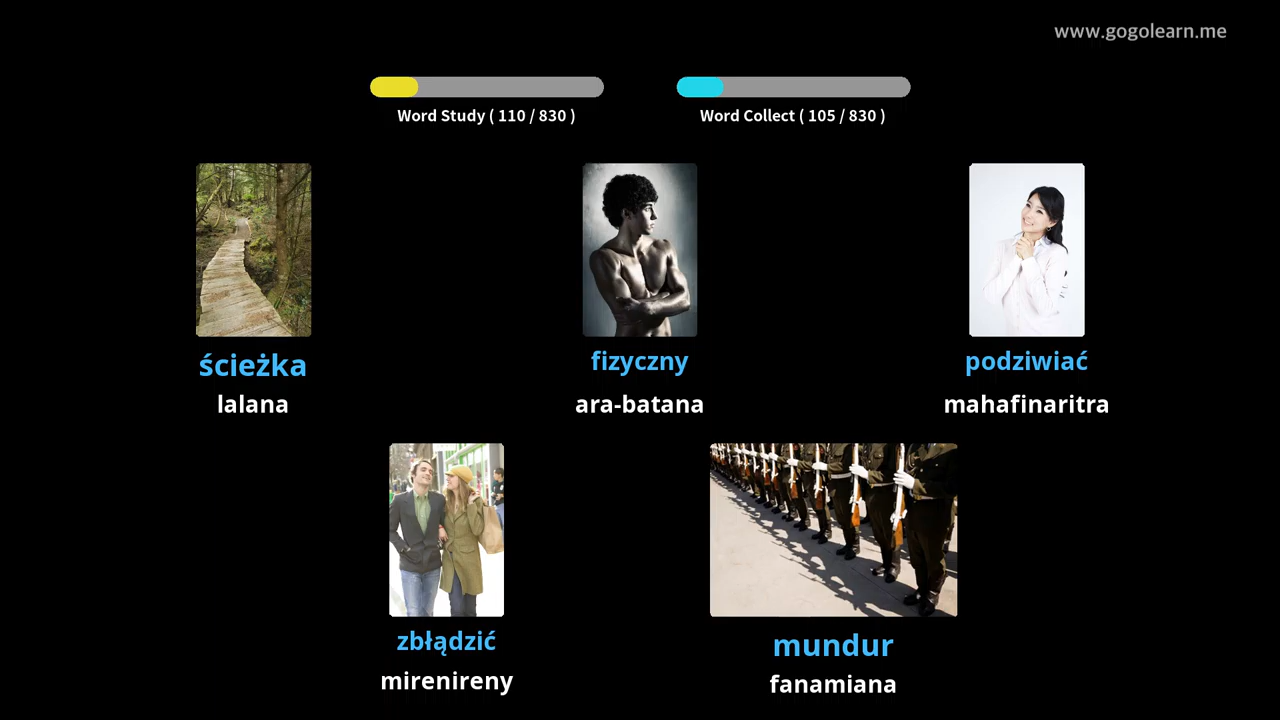 www.gogolearn.me
Word Study ( 110 / 830 )
Word Collect ( 105 / 830 )
ścieżka
lalana
fizyczny
ara-batana
podziwiać
mahafinaritra
zbłądzić
mirenireny
mundur
fanamiana